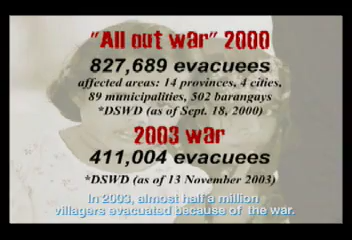 "All out war" 2000
827,689 evacuees
affected areas: 14 provinces, 4 cities,
89 municipalities, 502 barangays
*DSWD (as of Sept. 18, 2000)
2003 war
411,004 evacuees
*DSWD (as of 13 November 2003)
In 2003, almost half a million
villagers evacuated because of the war.